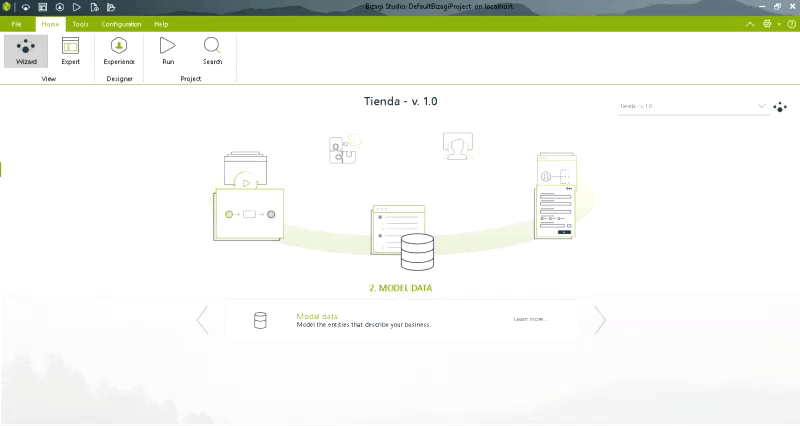 Bizagi Studio: DefaultBizagiProject on localhost
File Home Tools Configuration Help
Wizard Expert Experience Run Search
View Designer Project
Tienda - v. 1.0
Tienda - v. 1.0
2. MODEL DATA
Model data
Model the entities that describe your business.
Learn more...